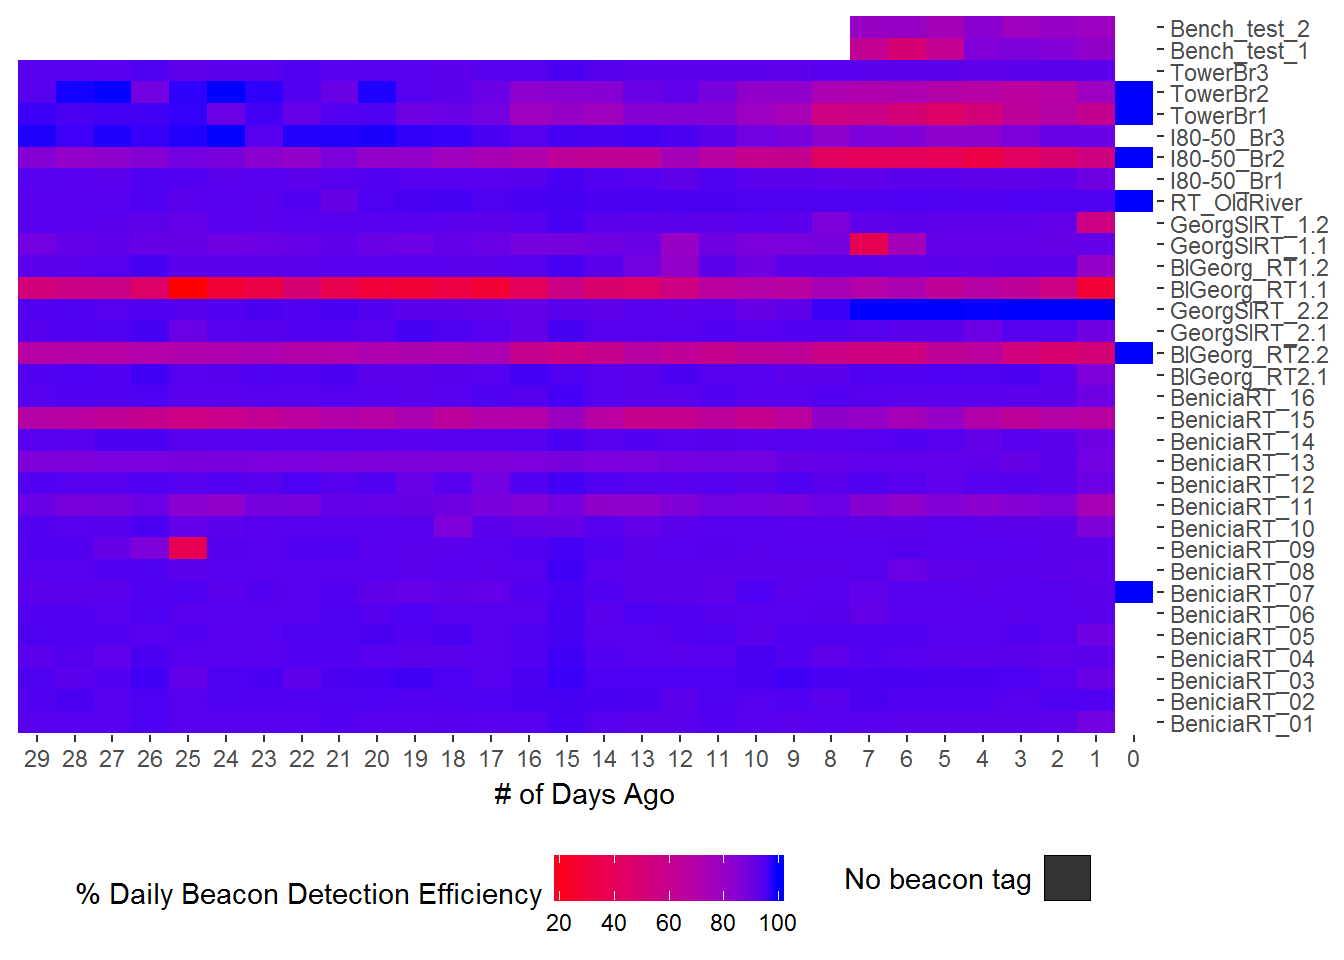 Bench_test_2
Bench_test_1
TowerBr3
TowerBr2
TowerBr1
I80-50_Br3
I80-50_Br2
I80-50_Br1
RT_OldRiver
GeorgSlRT_1.2
GeorgSlRT_1.1
BlGeorg_RT1.2
BlGeorg_RT1.1
GeorgSlRT_2.2
GeorgSlRT_2.1
BlGeorg_RT2.2
BlGeorg_RT2.1
BeniciaRT_16
BeniciaRT_15
BeniciaRT_14
BeniciaRT_13
BeniciaRT_12
BeniciaRT_11
BeniciaRT_10
BeniciaRT_09
BeniciaRT_08
BeniciaRT_07
BeniciaRT_06
BeniciaRT_05
BeniciaRT_04
BeniciaRT_03
BeniciaRT_02
BeniciaRT_01
29 28 27 26 25 24 23 22 21 20 19 18 17 16 15 14 13 12 11 10 9 8 7 6 5 4 3 2 1 0
# of Days Ago
% Daily Beacon Detection Efficiency
20 40 60 80 100
No beacon tag